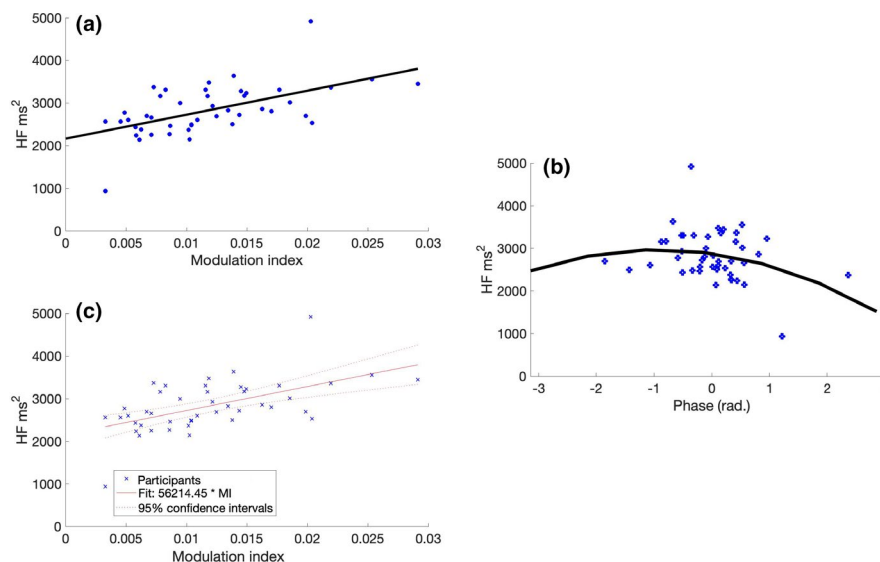 (a)
5000
4000
3000
2000
1000
0
HF ms²
0 0.005 0.01 0.015 0.02 0.025 0.03
Modulation index
(b)
5000
4000
3000
2000
1000
0
HF ms²
-3 -2 -1 0 1 2
Phase (rad.)
(c)
5000
4000
3000
2000
1000
0
HF ms²
Participants
Fit: 56214.45 * MI
95% confidence intervals
0 0.005 0.01 0.015 0.02 0.025 0.03
Modulation index